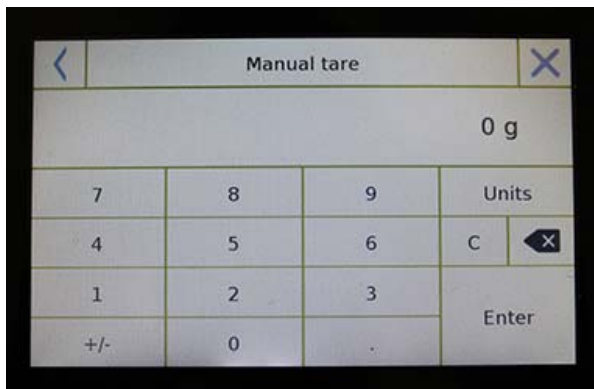 Manual tare
0 g
7 8 9 Units
4 5 6 C
1 2 3
Enter
+/- 0 .